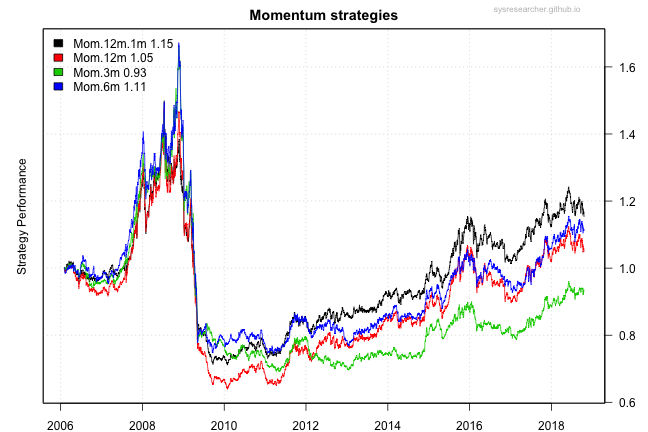 sysresearcher.github.io
Momentum strategies
Mom.12m.1m 1.15
Mom.12m 1.05
Mom.3m 0.93
Mom.6m 1.11
Strategy Performance
1.6
1.4
1.2
1.0
0.8
0.6
2006 2008 2010 2012 2014 2016 2018